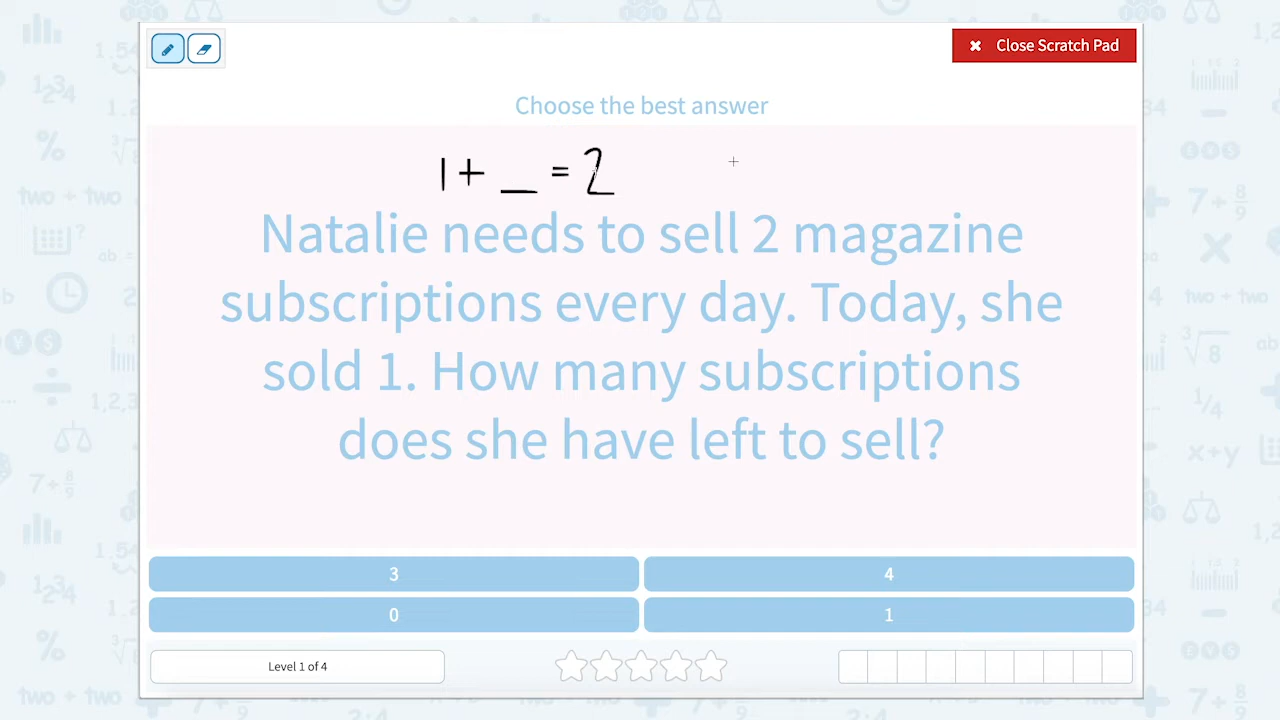 Close Scratch Pad
Choose the best answer
1 + _ = 2
Natalie needs to sell 2 magazine
subscriptions every day. Today, she
sold 1. How many subscriptions
does she have left to sell?
3
4
0
1
Level 1 of 4